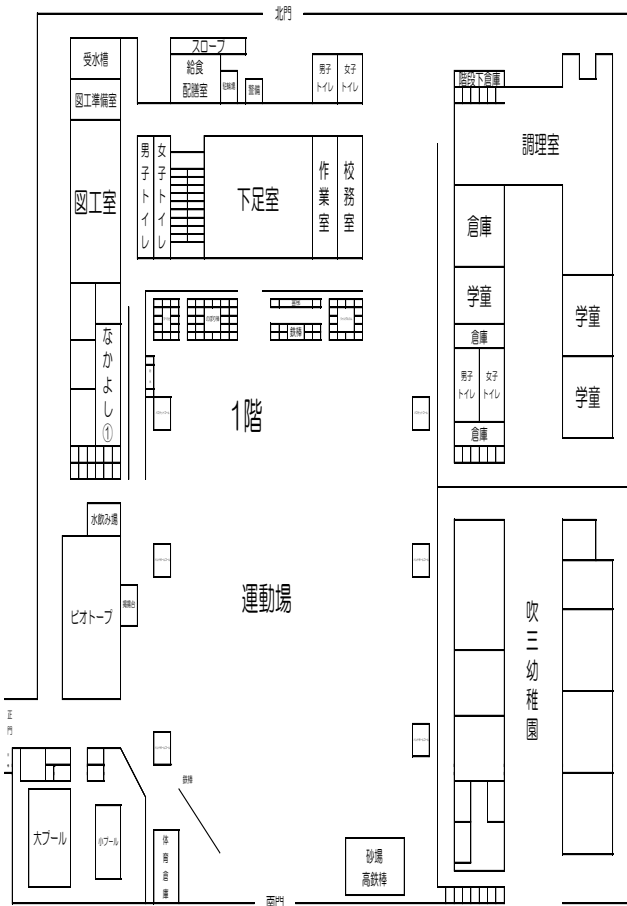 北門
受水槽
スロープ
給食
配膳室
男子
トイレ
女子
トイレ
階段下倉庫
図工準備室
警備
調理室
図工室
男子トイレ
女子トイレ
下足室
作業室
校務室
倉庫
学童
学童
倉庫
鉄棒
なかよし①
1階
男子
トイレ
女子
トイレ
学童
倉庫
水飲み場
ビオトープ
運動場
吹三幼稚園
正門
鉄棒
大プール
小プール
体育倉庫
砂場
高鉄棒
南門